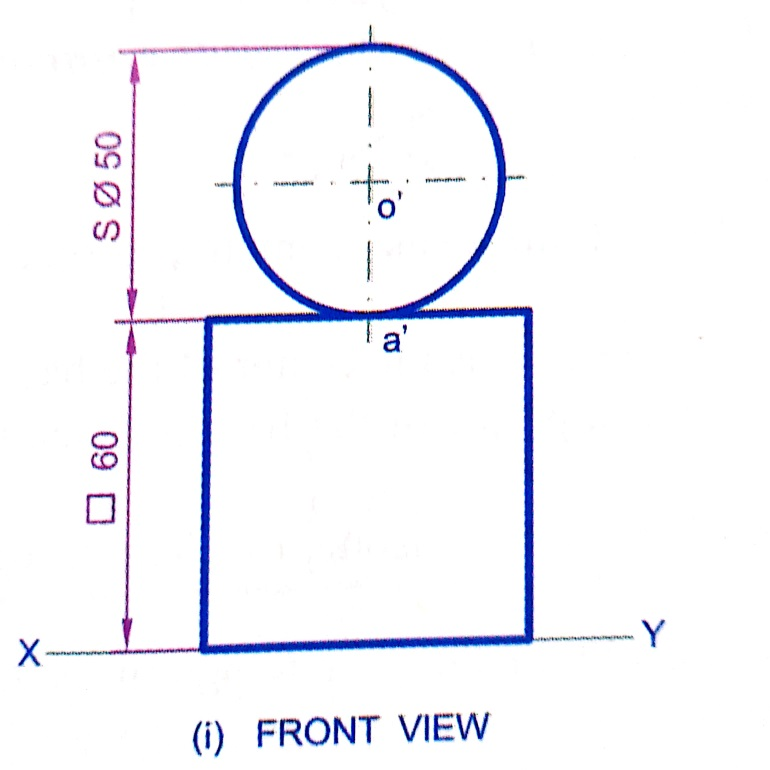 S Ø 50
o'
a'
□ 60
X
Y
(i) FRONT VIEW